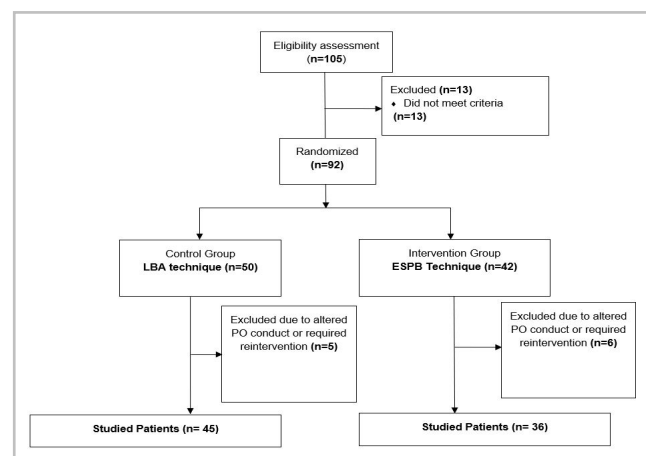 Eligibility assessment
(n=105)
Excluded (n=13)
♦ Did not meet criteria
(n=13)
Randomized
(n=92)
Control Group
LBA technique (n=50)
Intervention Group
ESPB Technique (n=42)
Excluded due to altered
PO conduct or required
reintervention (n=5)
Excluded due to altered
PO conduct or required
reintervention (n=6)
Studied Patients (n= 45)
Studied Patients (n= 36)